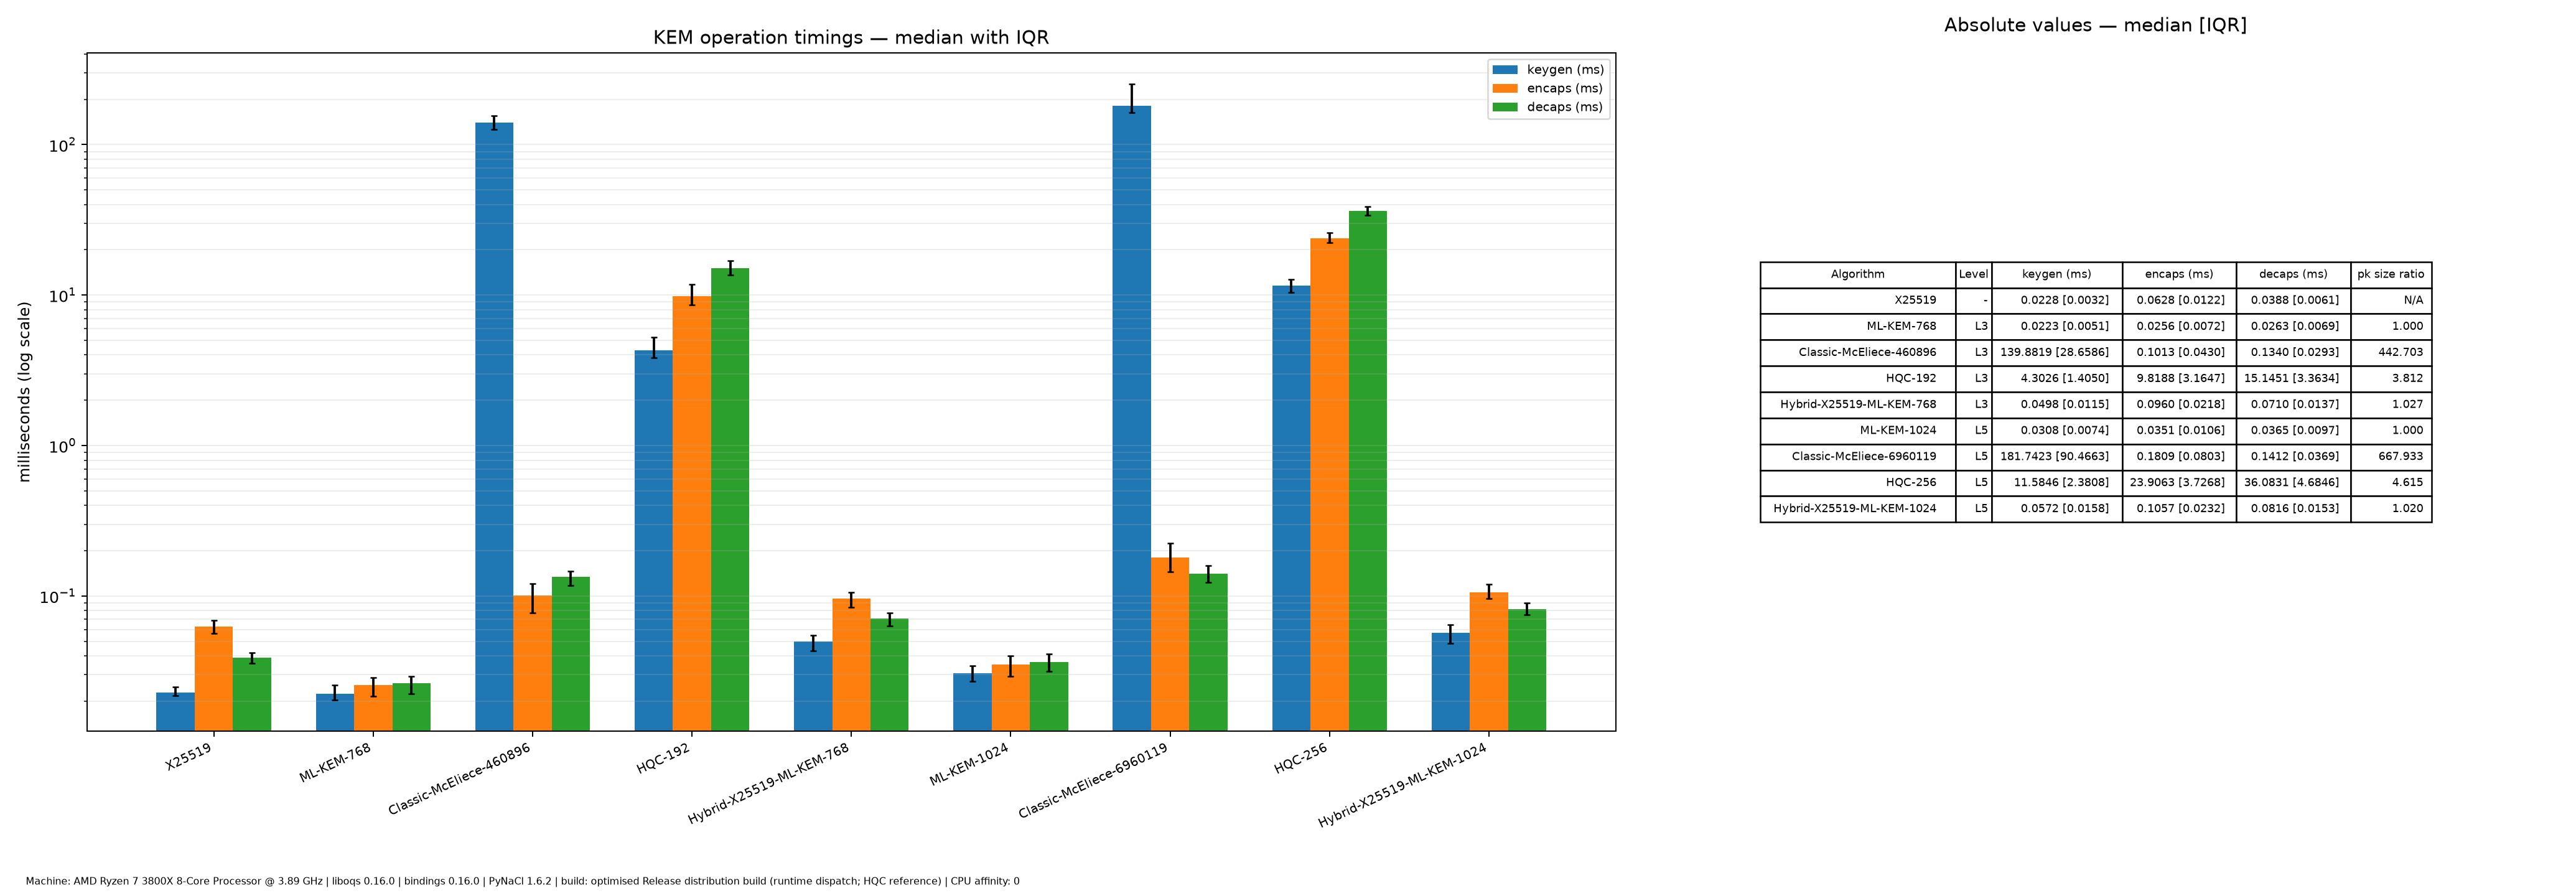 KEM operation timings — median with IQR
milliseconds (log scale)
10²
10¹
10⁰
10⁻¹
keygen (ms)
encaps (ms)
decaps (ms)
X25519
ML-KEM-768
Classic-McEliece-460896
HQC-192
Hybrid-X25519-ML-KEM-768
ML-KEM-1024
Classic-McEliece-6960119
HQC-256
Hybrid-X25519-ML-KEM-1024
Absolute values — median [IQR]
Algorithm Level keygen (ms) encaps (ms) decaps (ms) pk size ratio
X25519 - 0.0228 [0.0032] 0.0628 [0.0122] 0.0388 [0.0061] N/A
ML-KEM-768 L3 0.0223 [0.0051] 0.0256 [0.0072] 0.0263 [0.0069] 1.000
Classic-McEliece-460896 L3 139.8819 [28.6586] 0.1013 [0.0430] 0.1340 [0.0293] 442.703
HQC-192 L3 4.3026 [1.4050] 9.8188 [3.1647] 15.1451 [3.3634] 3.812
Hybrid-X25519-ML-KEM-768 L3 0.0498 [0.0115] 0.0960 [0.0218] 0.0710 [0.0137] 1.027
ML-KEM-1024 L5 0.0308 [0.0074] 0.0351 [0.0106] 0.0365 [0.0097] 1.000
Classic-McEliece-6960119 L5 181.7423 [90.4663] 0.1809 [0.0803] 0.1412 [0.0369] 667.933
HQC-256 L5 11.5846 [2.3808] 23.9063 [3.7268] 36.0831 [4.6846] 4.615
Hybrid-X25519-ML-KEM-1024 L5 0.0572 [0.0158] 0.1057 [0.0232] 0.0816 [0.0153] 1.020
Machine: AMD Ryzen 7 3800X 8-Core Processor @ 3.89 GHz | liboqs 0.16.0 | bindings 0.16.0 | PyNaCl 1.6.2 | build: optimised Release distribution build (runtime dispatch; HQC reference) | CPU affinity: 0